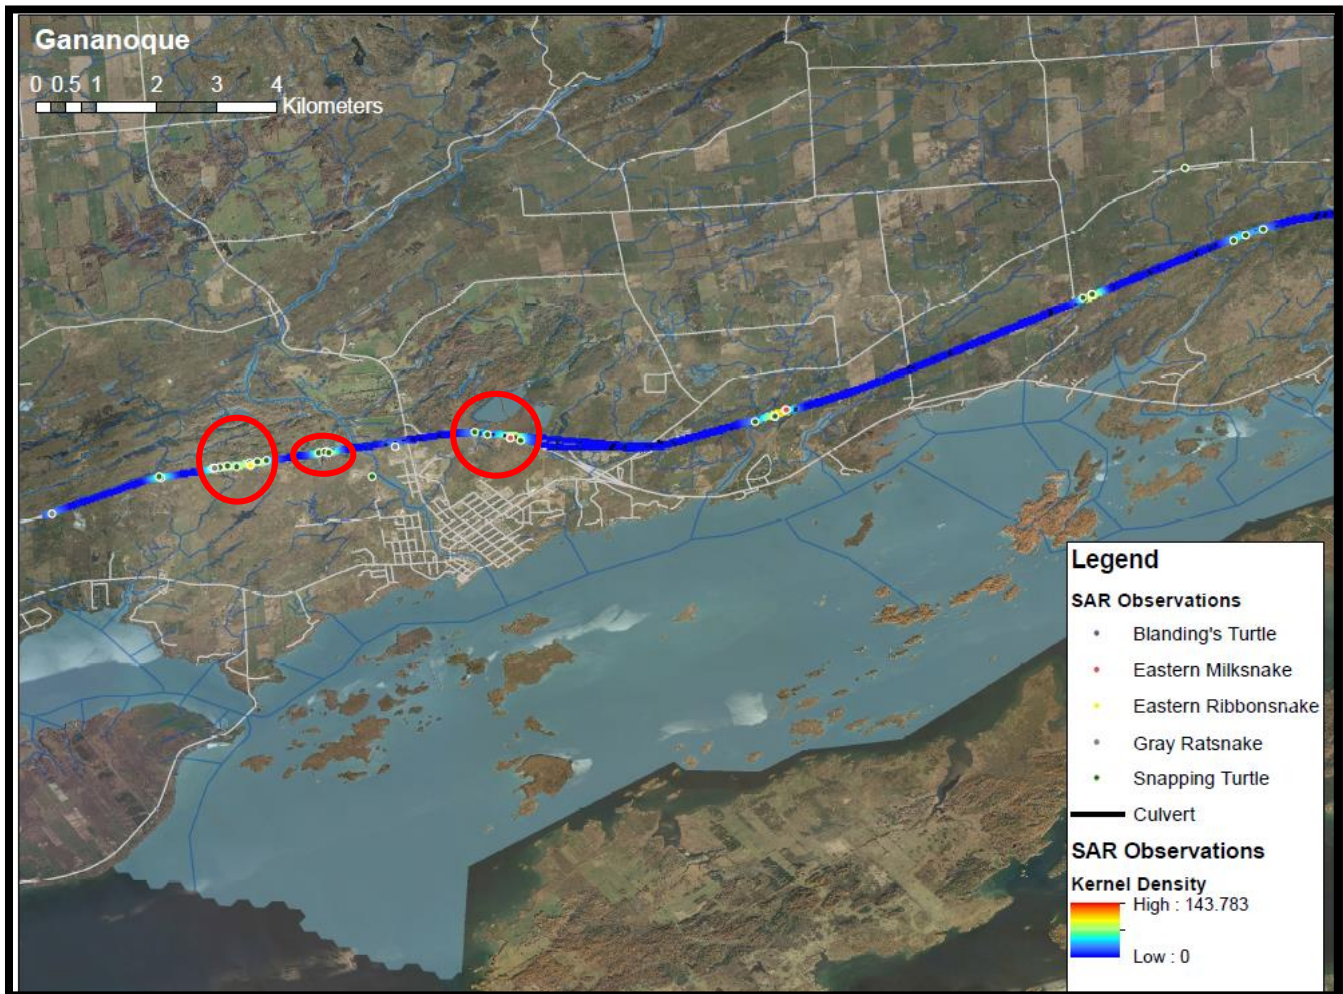 Gananoque
0 0.5 1 2 3 4
Kilometers
Legend
SAR Observations
Blanding's Turtle
Eastern Milksnake
Eastern Ribbonsnake
Gray Ratsnake
Snapping Turtle
Culvert
SAR Observations
Kernel Density
High : 143.783
Low : 0